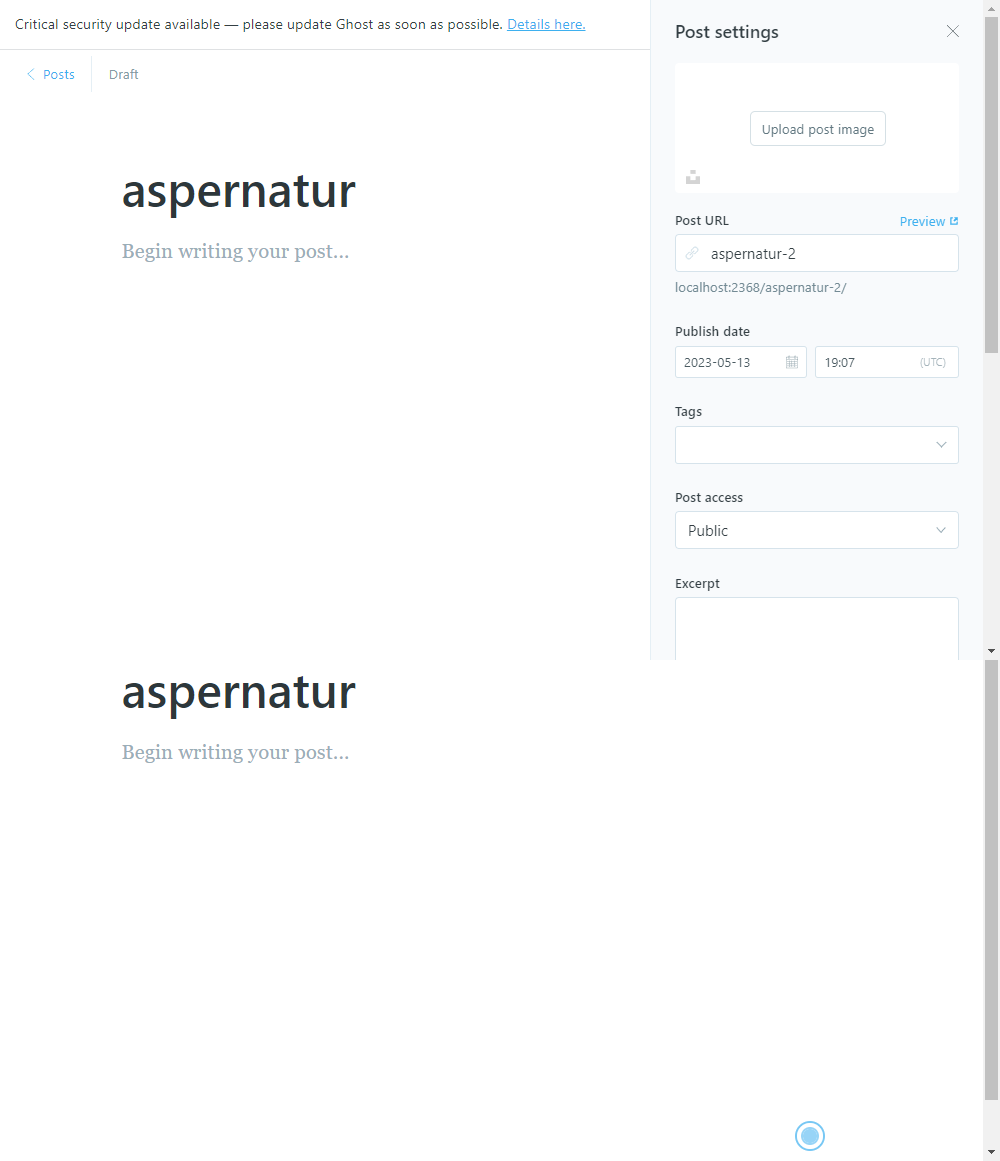 Critical security update available — please update Ghost as soon as possible. Details here.
Posts
Draft
aspernatur
Begin writing your post...
Post settings
Upload post image
Post URL
Preview
aspernatur-2
localhost:2368/aspernatur-2/
Publish date
2023-05-13
19:07
(UTC)
Tags
Post access
Public
Excerpt
aspernatur
Begin writing your post...